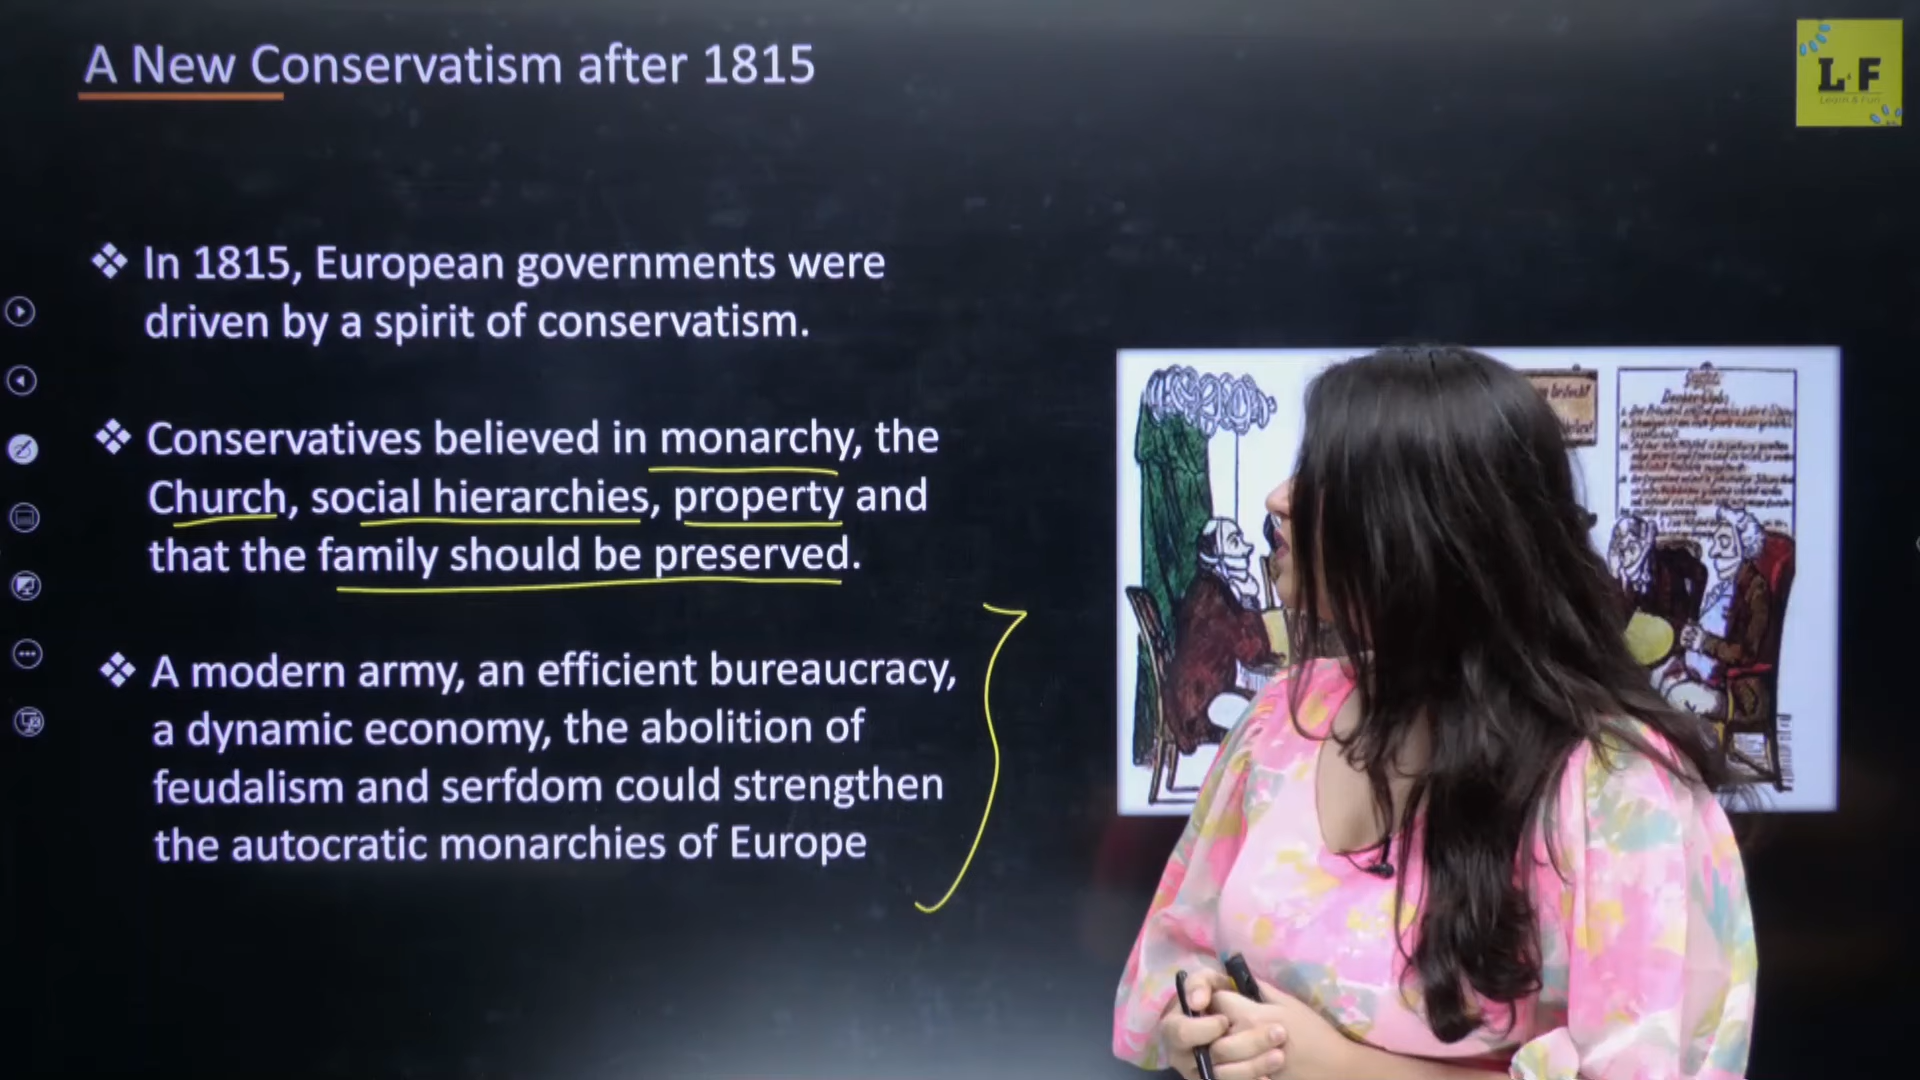 A New Conservatism after 1815
L&F
Learn & Fun
In 1815, European governments were
driven by a spirit of conservatism.
Conservatives believed in monarchy, the
Church, social hierarchies, property and
that the family should be preserved.
A modern army, an efficient bureaucracy,
a dynamic economy, the abolition of
feudalism and serfdom could strengthen
the autocratic monarchies of Europe